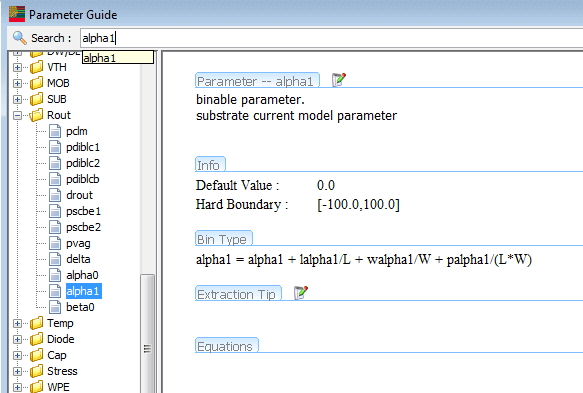 Parameter Guide
Search : alpha1
alpha1
VTH
MOB
SUB
Rout
pclm
pdiblc1
pdiblc2
pdiblcb
drout
pscbe1
pscbe2
pvag
delta
alpha0
alpha1
beta0
Temp
Diode
Cap
Stress
WPE
Parameter -- alpha1
binable parameter.
substrate current model parameter
Info
Default Value : 0.0
Hard Boundary : [-100.0,100.0]
Bin Type
alpha1 = alpha1 + lalpha1/L + walpha1/W + palpha1/(L*W)
Extraction Tip
Equations